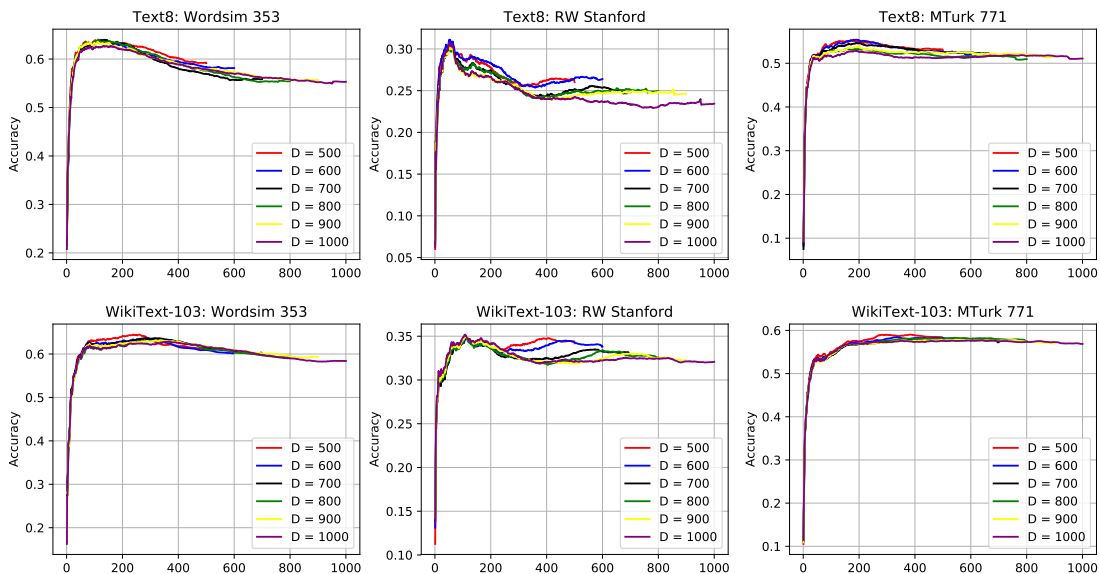 Text8: Wordsim 353
Accuracy
0.6
0.5
0.4
0.3
0.2
0 200 400 600 800 1000
D = 500
D = 600
D = 700
D = 800
D = 900
D = 1000
Text8: RW Stanford
Accuracy
0.30
0.25
0.20
0.15
0.10
0.05
0 200 400 600 800 1000
D = 500
D = 600
D = 700
D = 800
D = 900
D = 1000
Text8: MTurk 771
Accuracy
0.5
0.4
0.3
0.2
0.1
0 200 400 600 800 1000
D = 500
D = 600
D = 700
D = 800
D = 900
D = 1000
WikiText-103: Wordsim 353
Accuracy
0.6
0.5
0.4
0.3
0.2
0 200 400 600 800 1000
D = 500
D = 600
D = 700
D = 800
D = 900
D = 1000
WikiText-103: RW Stanford
Accuracy
0.35
0.30
0.25
0.20
0.15
0.10
0 200 400 600 800 1000
D = 500
D = 600
D = 700
D = 800
D = 900
D = 1000
WikiText-103: MTurk 771
Accuracy
0.6
0.5
0.4
0.3
0.2
0.1
0 200 400 600 800 1000
D = 500
D = 600
D = 700
D = 800
D = 900
D = 1000